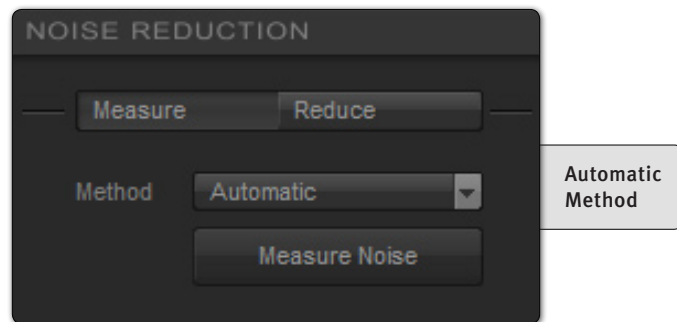 NOISE REDUCTION
Measure Reduce
Method Automatic
Measure Noise
Automatic
Method